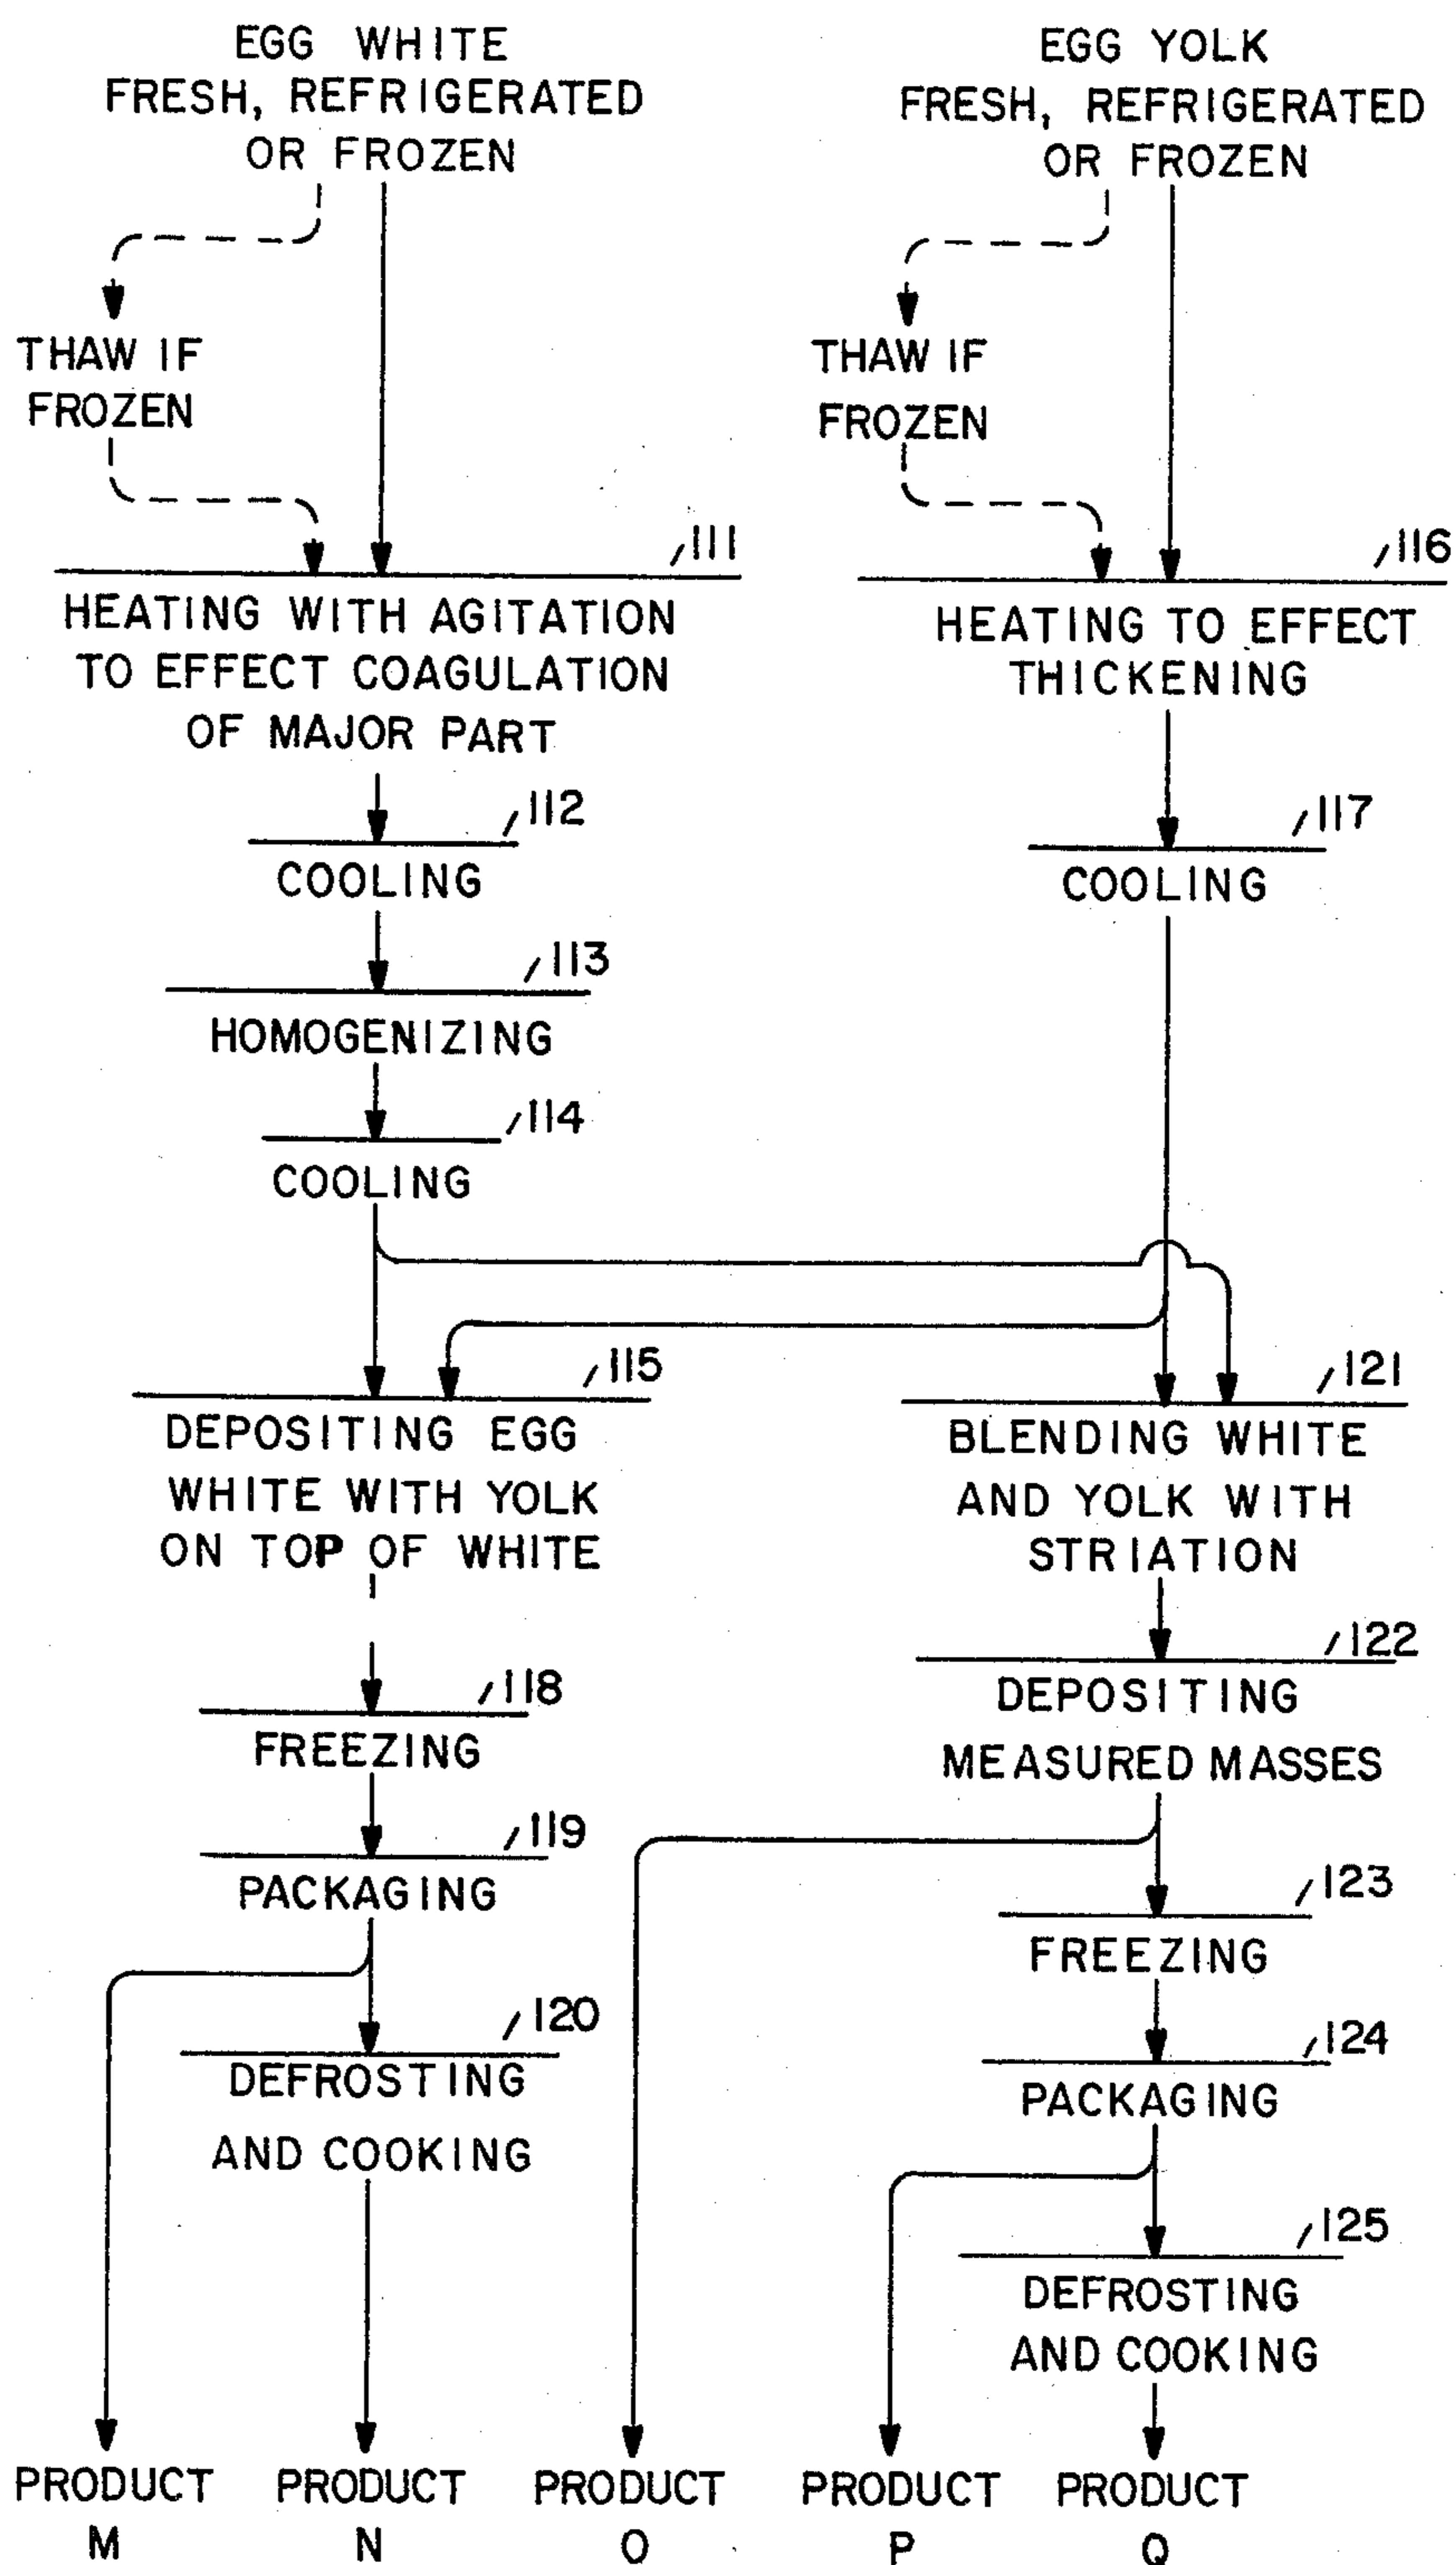 EGG WHITE
FRESH, REFRIGERATED
OR FROZEN
EGG YOLK
FRESH, REFRIGERATED
OR FROZEN
THAW IF
FROZEN
THAW IF
FROZEN
111
HEATING WITH AGITATION
TO EFFECT COAGULATION
OF MAJOR PART
116
HEATING TO EFFECT
THICKENING
112
COOLING
117
COOLING
113
HOMOGENIZING
114
COOLING
115
DEPOSITING EGG
WHITE WITH YOLK
ON TOP OF WHITE
121
BLENDING WHITE
AND YOLK WITH
STRIATION
122
DEPOSITING
MEASURED MASSES
118
FREEZING
119
PACKAGING
123
FREEZING
120
DEFROSTING
AND COOKING
124
PACKAGING
125
DEFROSTING
AND COOKING
PRODUCT
M
PRODUCT
N
PRODUCT
O
PRODUCT
P
PRODUCT
Q